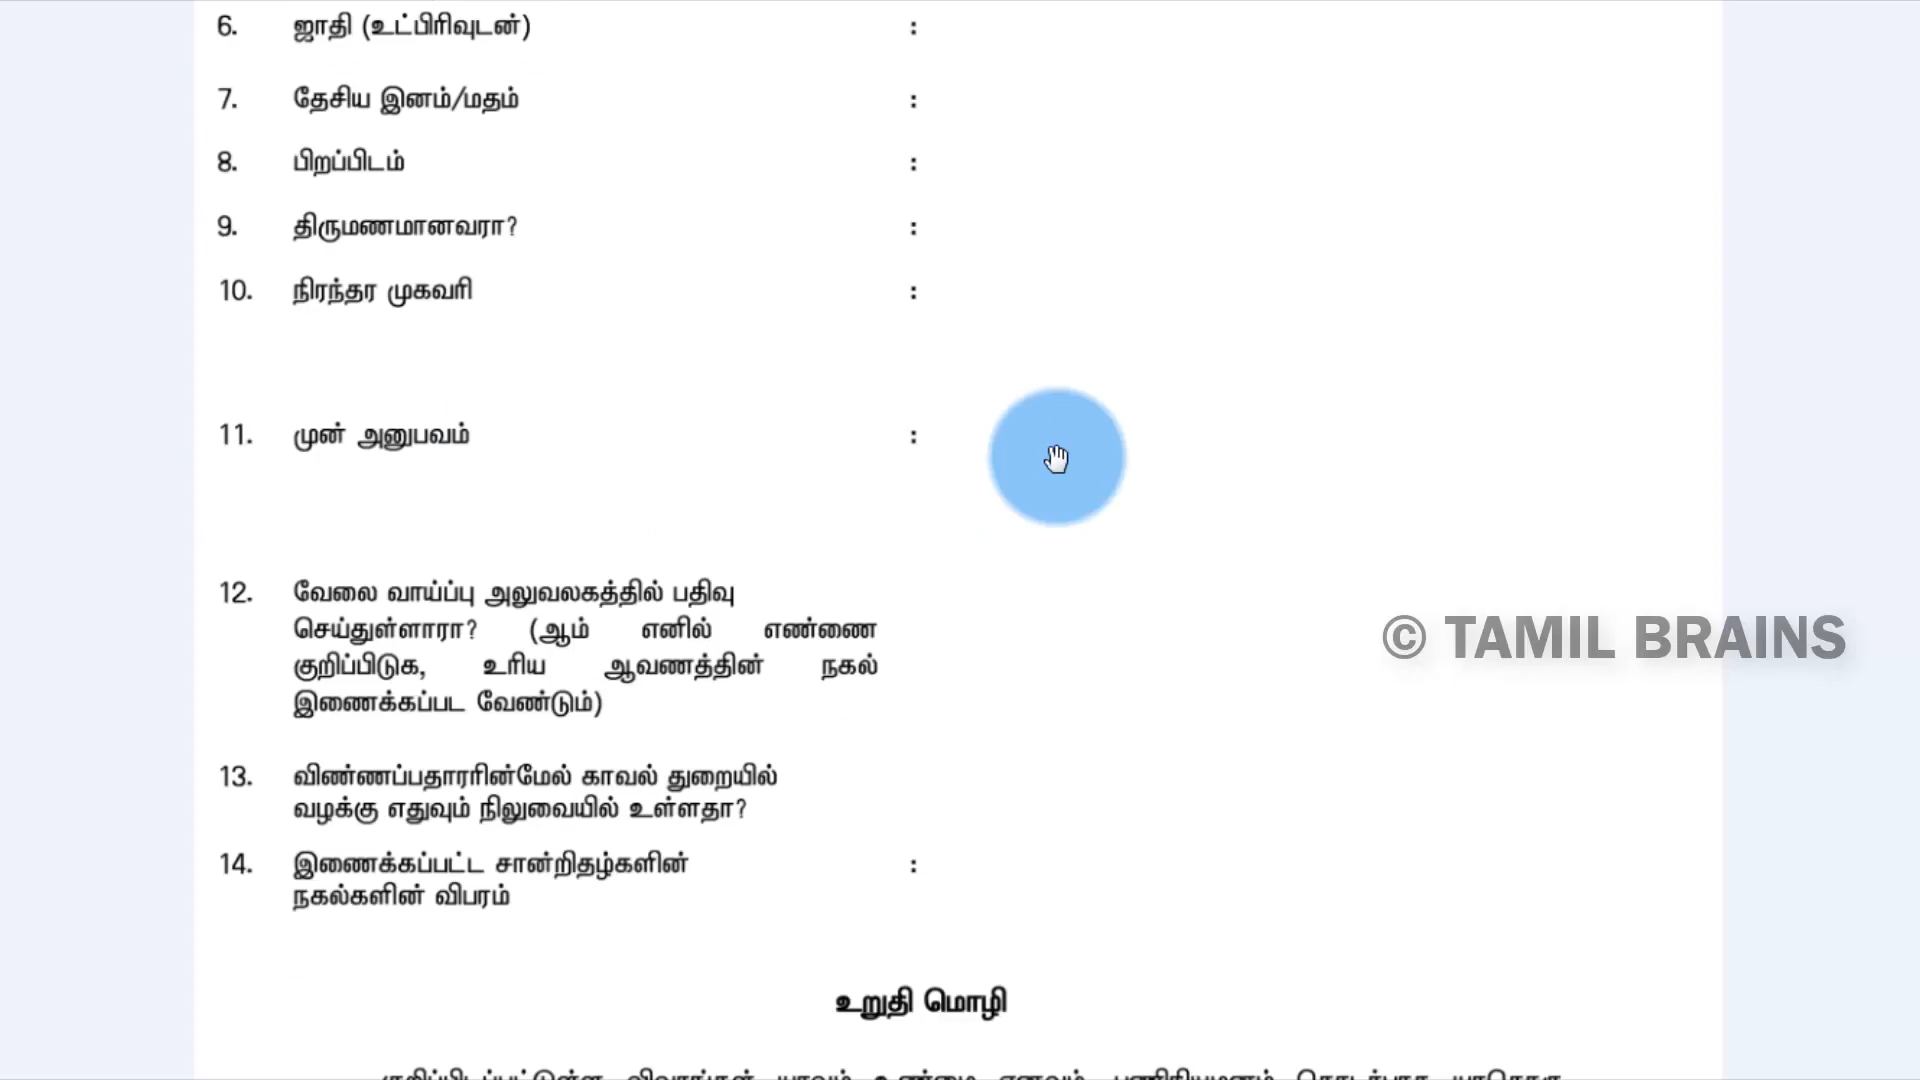 6. ஜாதி (உட்பிரிவுடன்) :
7. தேசிய இனம்/மதம் :
8. பிறப்பிடம் :
9. திருமணமானவரா? :
10. நிரந்தர முகவரி :
11. முன் அனுபவம் :
12. வேலை வாய்ப்பு அலுவலகத்தில் பதிவு
செய்துள்ளாரா? (ஆம் எனில் எண்ணை
குறிப்பிடுக, உரிய ஆவணத்தின் நகல்
இணைக்கப்பட வேண்டும்)
© TAMIL BRAINS
13. விண்ணப்பதாரரின்மேல் காவல் துறையில்
வழக்கு எதுவும் நிலுவையில் உள்ளதா?
14. இணைக்கப்பட்ட சான்றிதழ்களின் :
நகல்களின் விபரம்
உறுதி மொழி